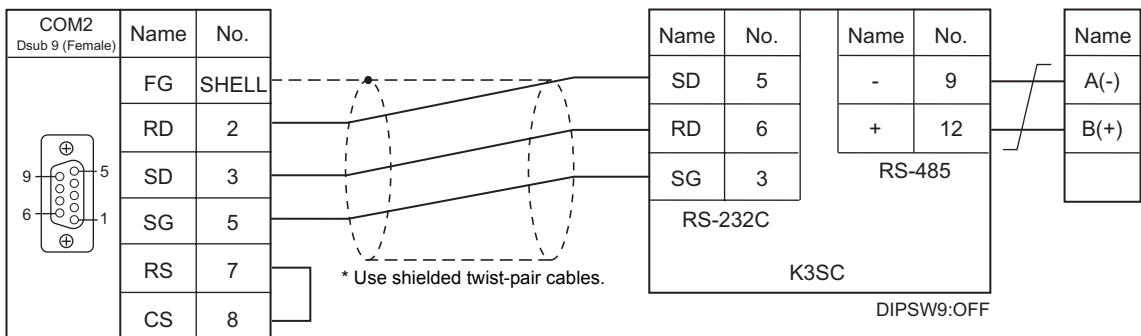 COM2
Dsub 9 (Female)
Name No.
FG SHELL
RD 2
SD 3
SG 5
RS 7
CS 8
9
5
6
1
* Use shielded twist-pair cables.
Name No.
SD 5
RD 6
SG 3
RS-232C
Name No.
- 9
+ 12
RS-485
K3SC
DIPSW9:OFF
Name
A(-)
B(+)